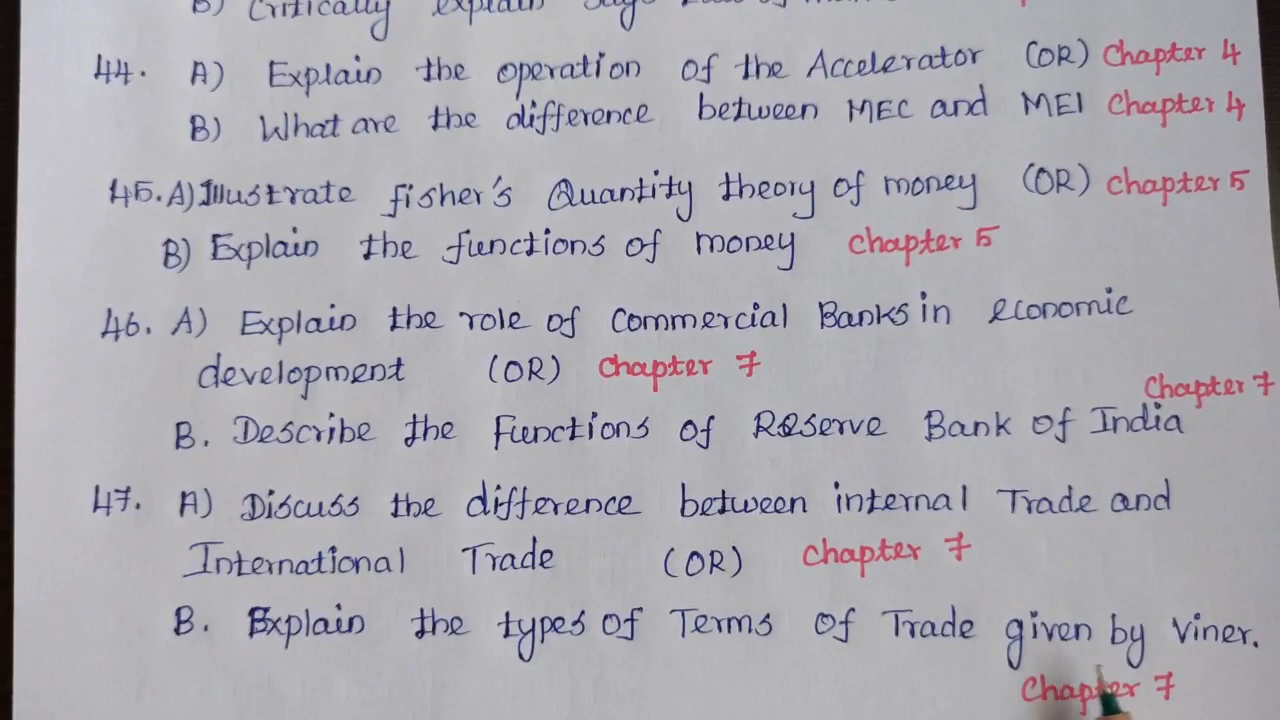 B) Critically explain
44. A) Explain the operation of the Accelerator (OR) Chapter 4
B) What are the difference between MEC and MEI Chapter 4
45. A) Illustrate fisher's Quantity theory of money (OR) chapter 5
B) Explain the functions of money chapter 5
46. A) Explain the role of Commercial Banks in economic
development (OR) chapter 7
Chapter 7
B. Describe the Functions of Reserve Bank of India
47. A) Discuss the difference between internal Trade and
International Trade (OR) chapter 7
B. Explain the types of Terms Of Trade given by Viner.
Chapter 7